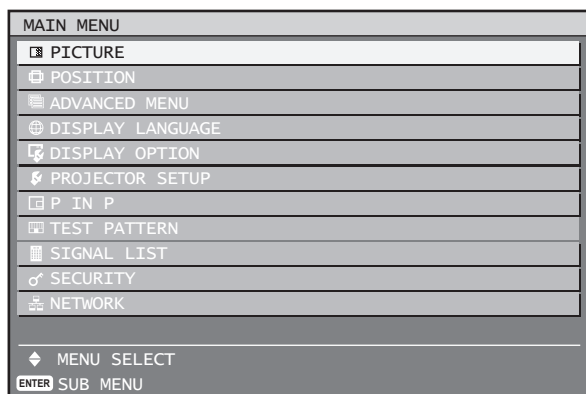 MAIN MENU
PICTURE
POSITION
ADVANCED MENU
DISPLAY LANGUAGE
DISPLAY OPTION
PROJECTOR SETUP
P IN P
TEST PATTERN
SIGNAL LIST
SECURITY
NETWORK
MENU SELECT
ENTER SUB MENU